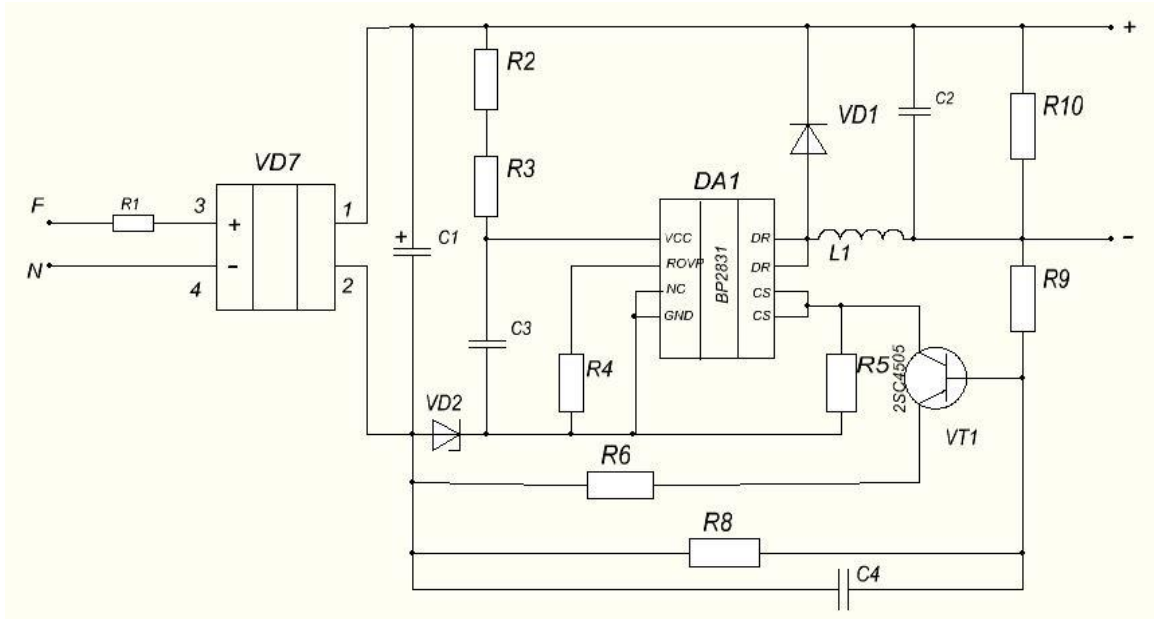 +
R2
C2
VD1
R10
R3
VD7
DA1
F
R1
3
+
1
C1
+
VCC
DR
L1
-
N
-
4
2
ROVP
DR
NC
CS
GND
CS
BP2831
R9
C3
R4
R5
2SC4505
VD2
VT1
R6
R8
C4